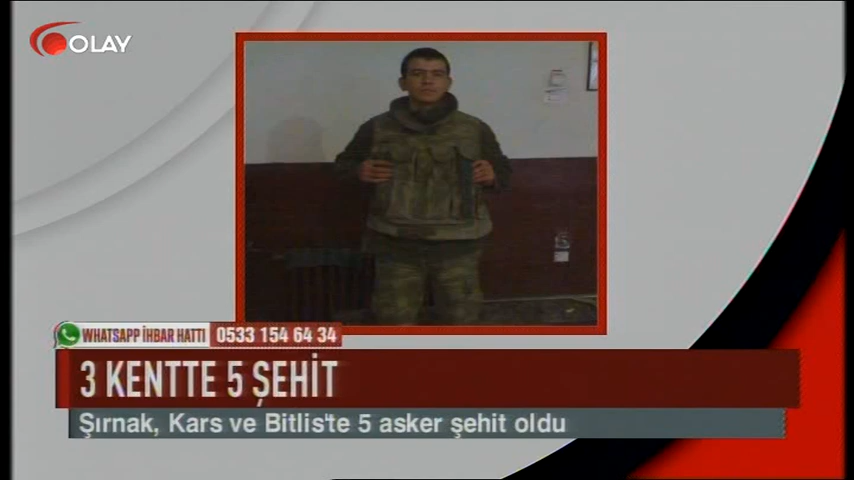 OLAY
WHATSAPP İHBAR HATTI 0533 154 64 34
3 KENTTE 5 ŞEHİT
Şırnak, Kars ve Bitlis'te 5 asker şehit oldu